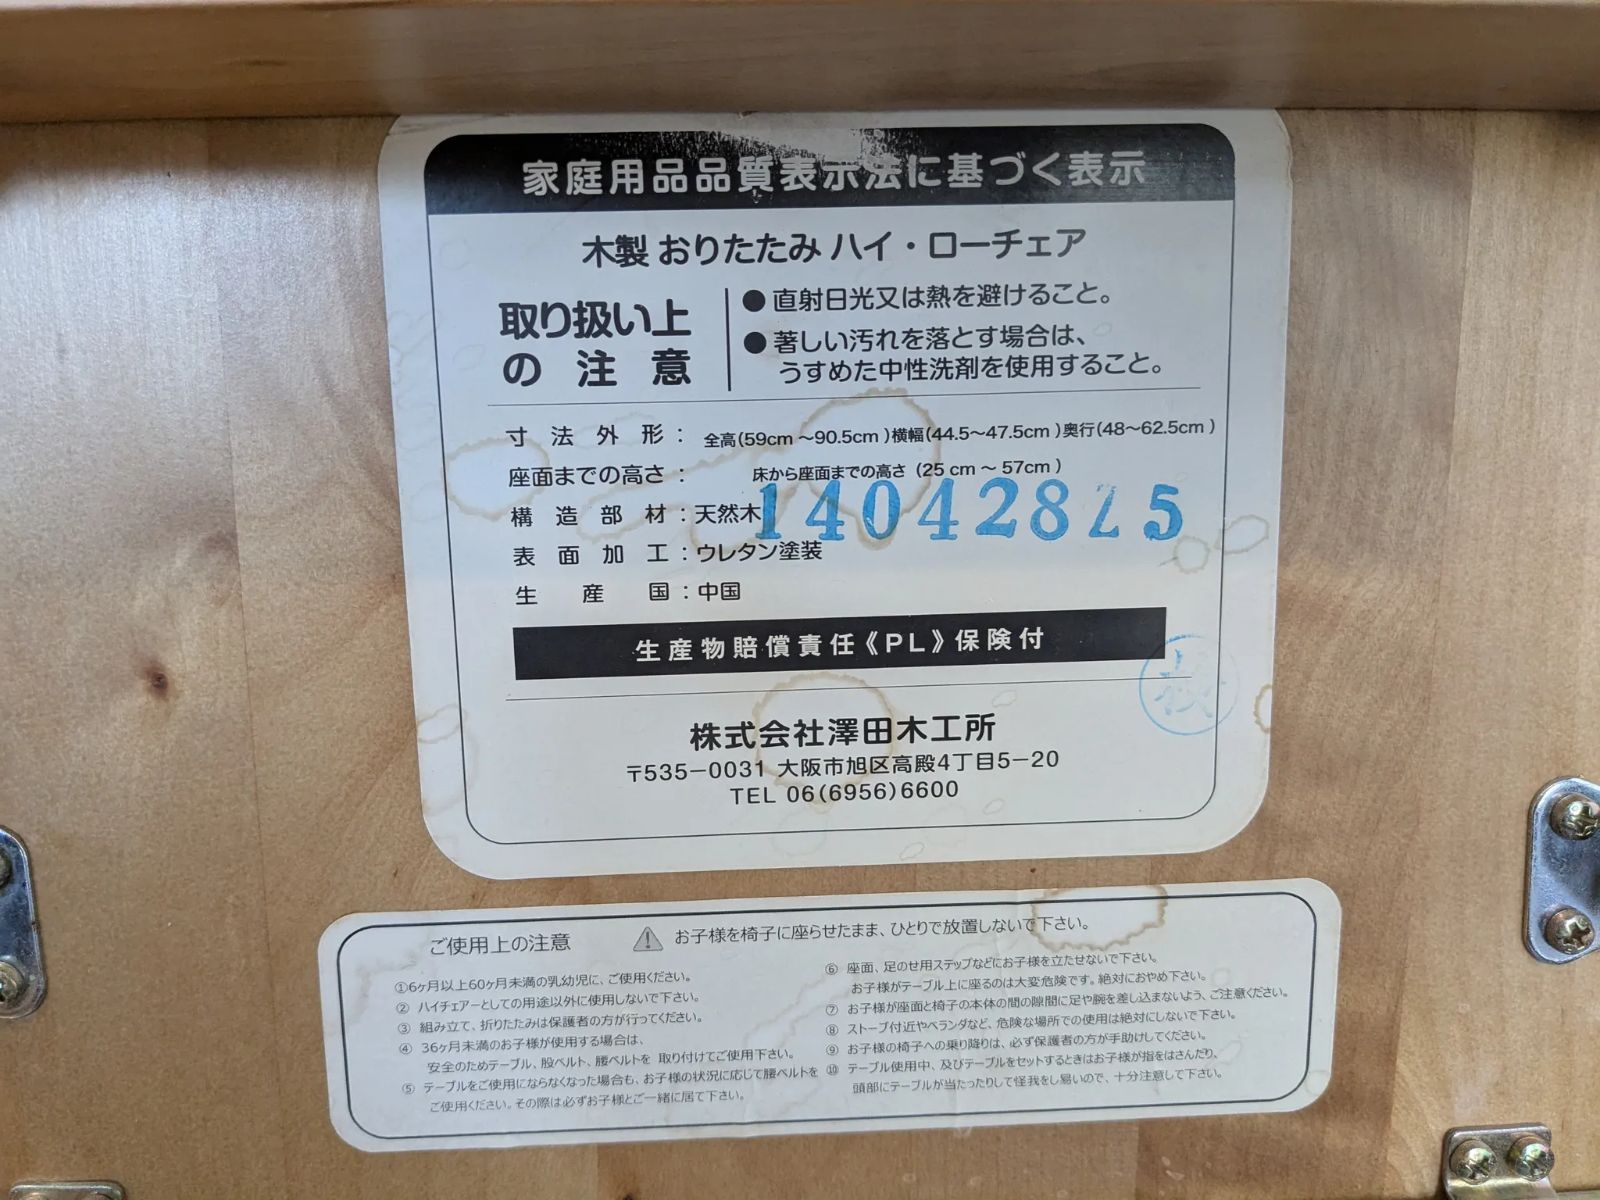 家庭用品品質表示法に基づく表示
木製 おりたたみ ハイ・ローチェア
取り扱い上の注意
●直射日光又は熱を避けること。
●著しい汚れを落とす場合は、
うすめた中性洗剤を使用すること。
寸法外形：全高(59cm～90.5cm)横幅(44.5～47.5cm)奥行(48～62.5cm)
座面までの高さ：床から座面までの高さ（25cm～57cm）
構造部材：天然木
140428 5
表面加工：ウレタン塗装
生産国：中国
生産物賠償責任《PL》保険付
株式会社澤田木工所
〒535-0031 大阪市旭区高殿4丁目5-20
TEL 06(6956)6600
ご使用上の注意
お子様を椅子に座らせたまま、ひとりで放置しないで下さい。
①6ヶ月以上60ヶ月未満の乳幼児に、ご使用ください。
② ハイチェアーとしての用途以外に使用しないで下さい。
③ 組み立て、折りたたみは保護者の方が行ってください。
④ 36ヶ月未満のお子様が使用する場合は、
安全のためテーブル、股ベルト、腰ベルトを 取り付けてご使用下さい。
⑤ テーブルをご使用にならなくなった場合も、お子様の状況に応じて腰ベルトを
ご使用ください。その際は必ずお子様とご一緒に居て下さい。
⑥ 座面、足のせ用ステップなどにお子様を立たせないで下さい。
お子様がテーブル上に座るのは大変危険です。絶対におやめ下さい。
⑦ お子様が座面と椅子の本体の間の隙間に足や腕を差し込まないよう、ご注意ください。
⑧ ストーブ付近やベランダなど、危険な場所での使用は絶対にしないで下さい。
⑨ お子様の椅子への乗り降りは、必ず保護者の方が手助けしてください。
⑩ テーブル使用中、及びテーブルをセットするときはお子様が指をはさんだり、
頭部にテーブルが当たったりして怪我をし易いので、十分注意して下さい。